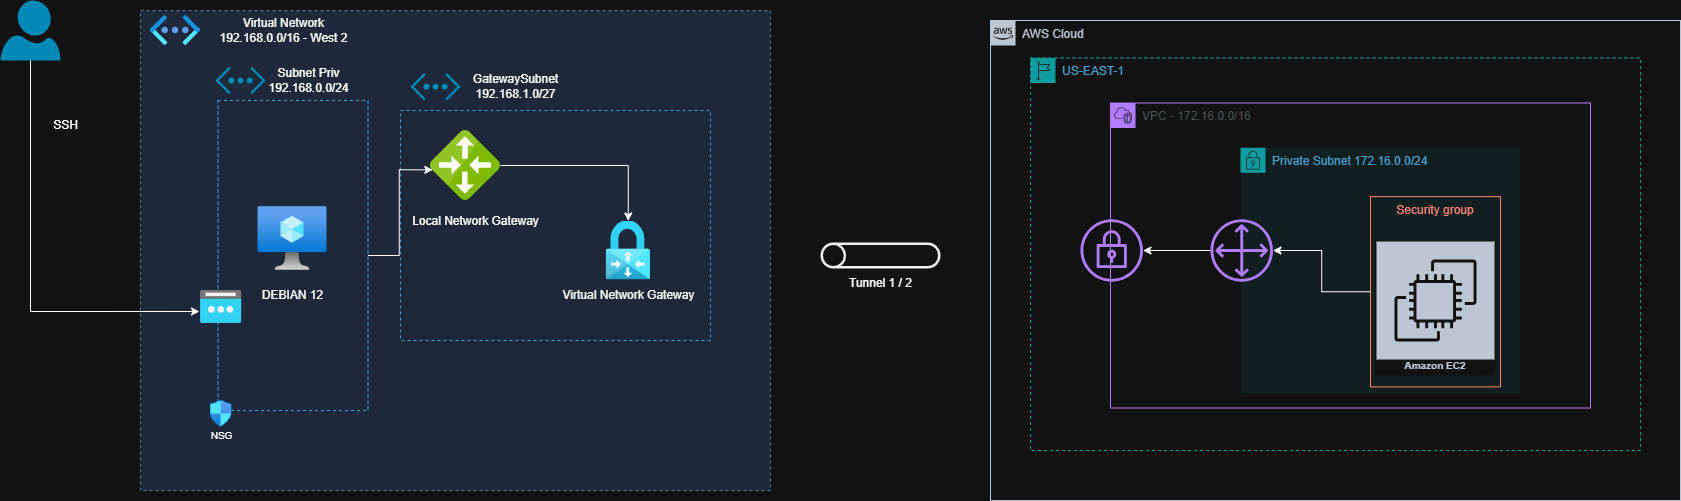 SSH
Virtual Network
192.168.0.0/16 - West 2
Subnet Priv
192.168.0.0/24
GatewaySubnet
192.168.1.0/27
Local Network Gateway
Virtual Network Gateway
DEBIAN 12
NSG
Tunnel 1 / 2
aws
AWS Cloud
US-EAST-1
VPC - 172.16.0.0/16
Private Subnet 172.16.0.0/24
Security group
Amazon EC2